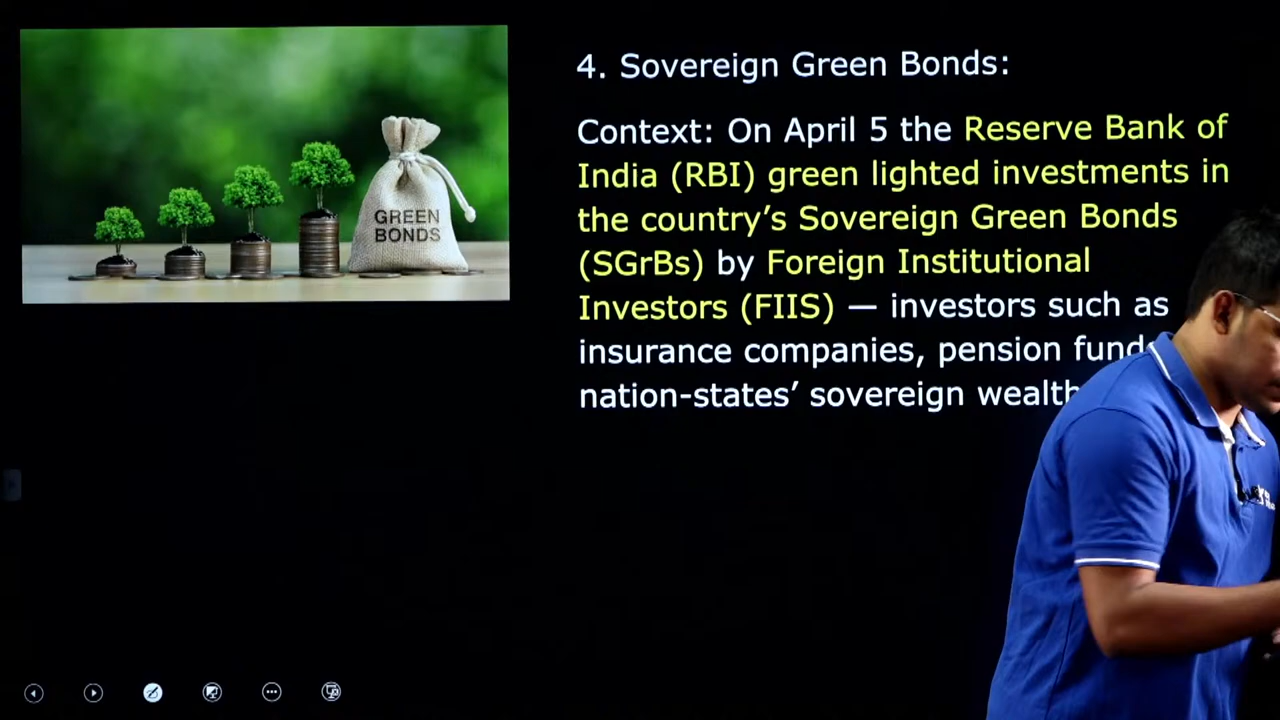 GREEN
BONDS
4. Sovereign Green Bonds:
Context: On April 5 the Reserve Bank of
India (RBI) green lighted investments in
the country’s Sovereign Green Bonds
(SGrBs) by Foreign Institutional
Investors (FIIS) — investors such as
insurance companies, pension
nation-states’ sovereign wealth